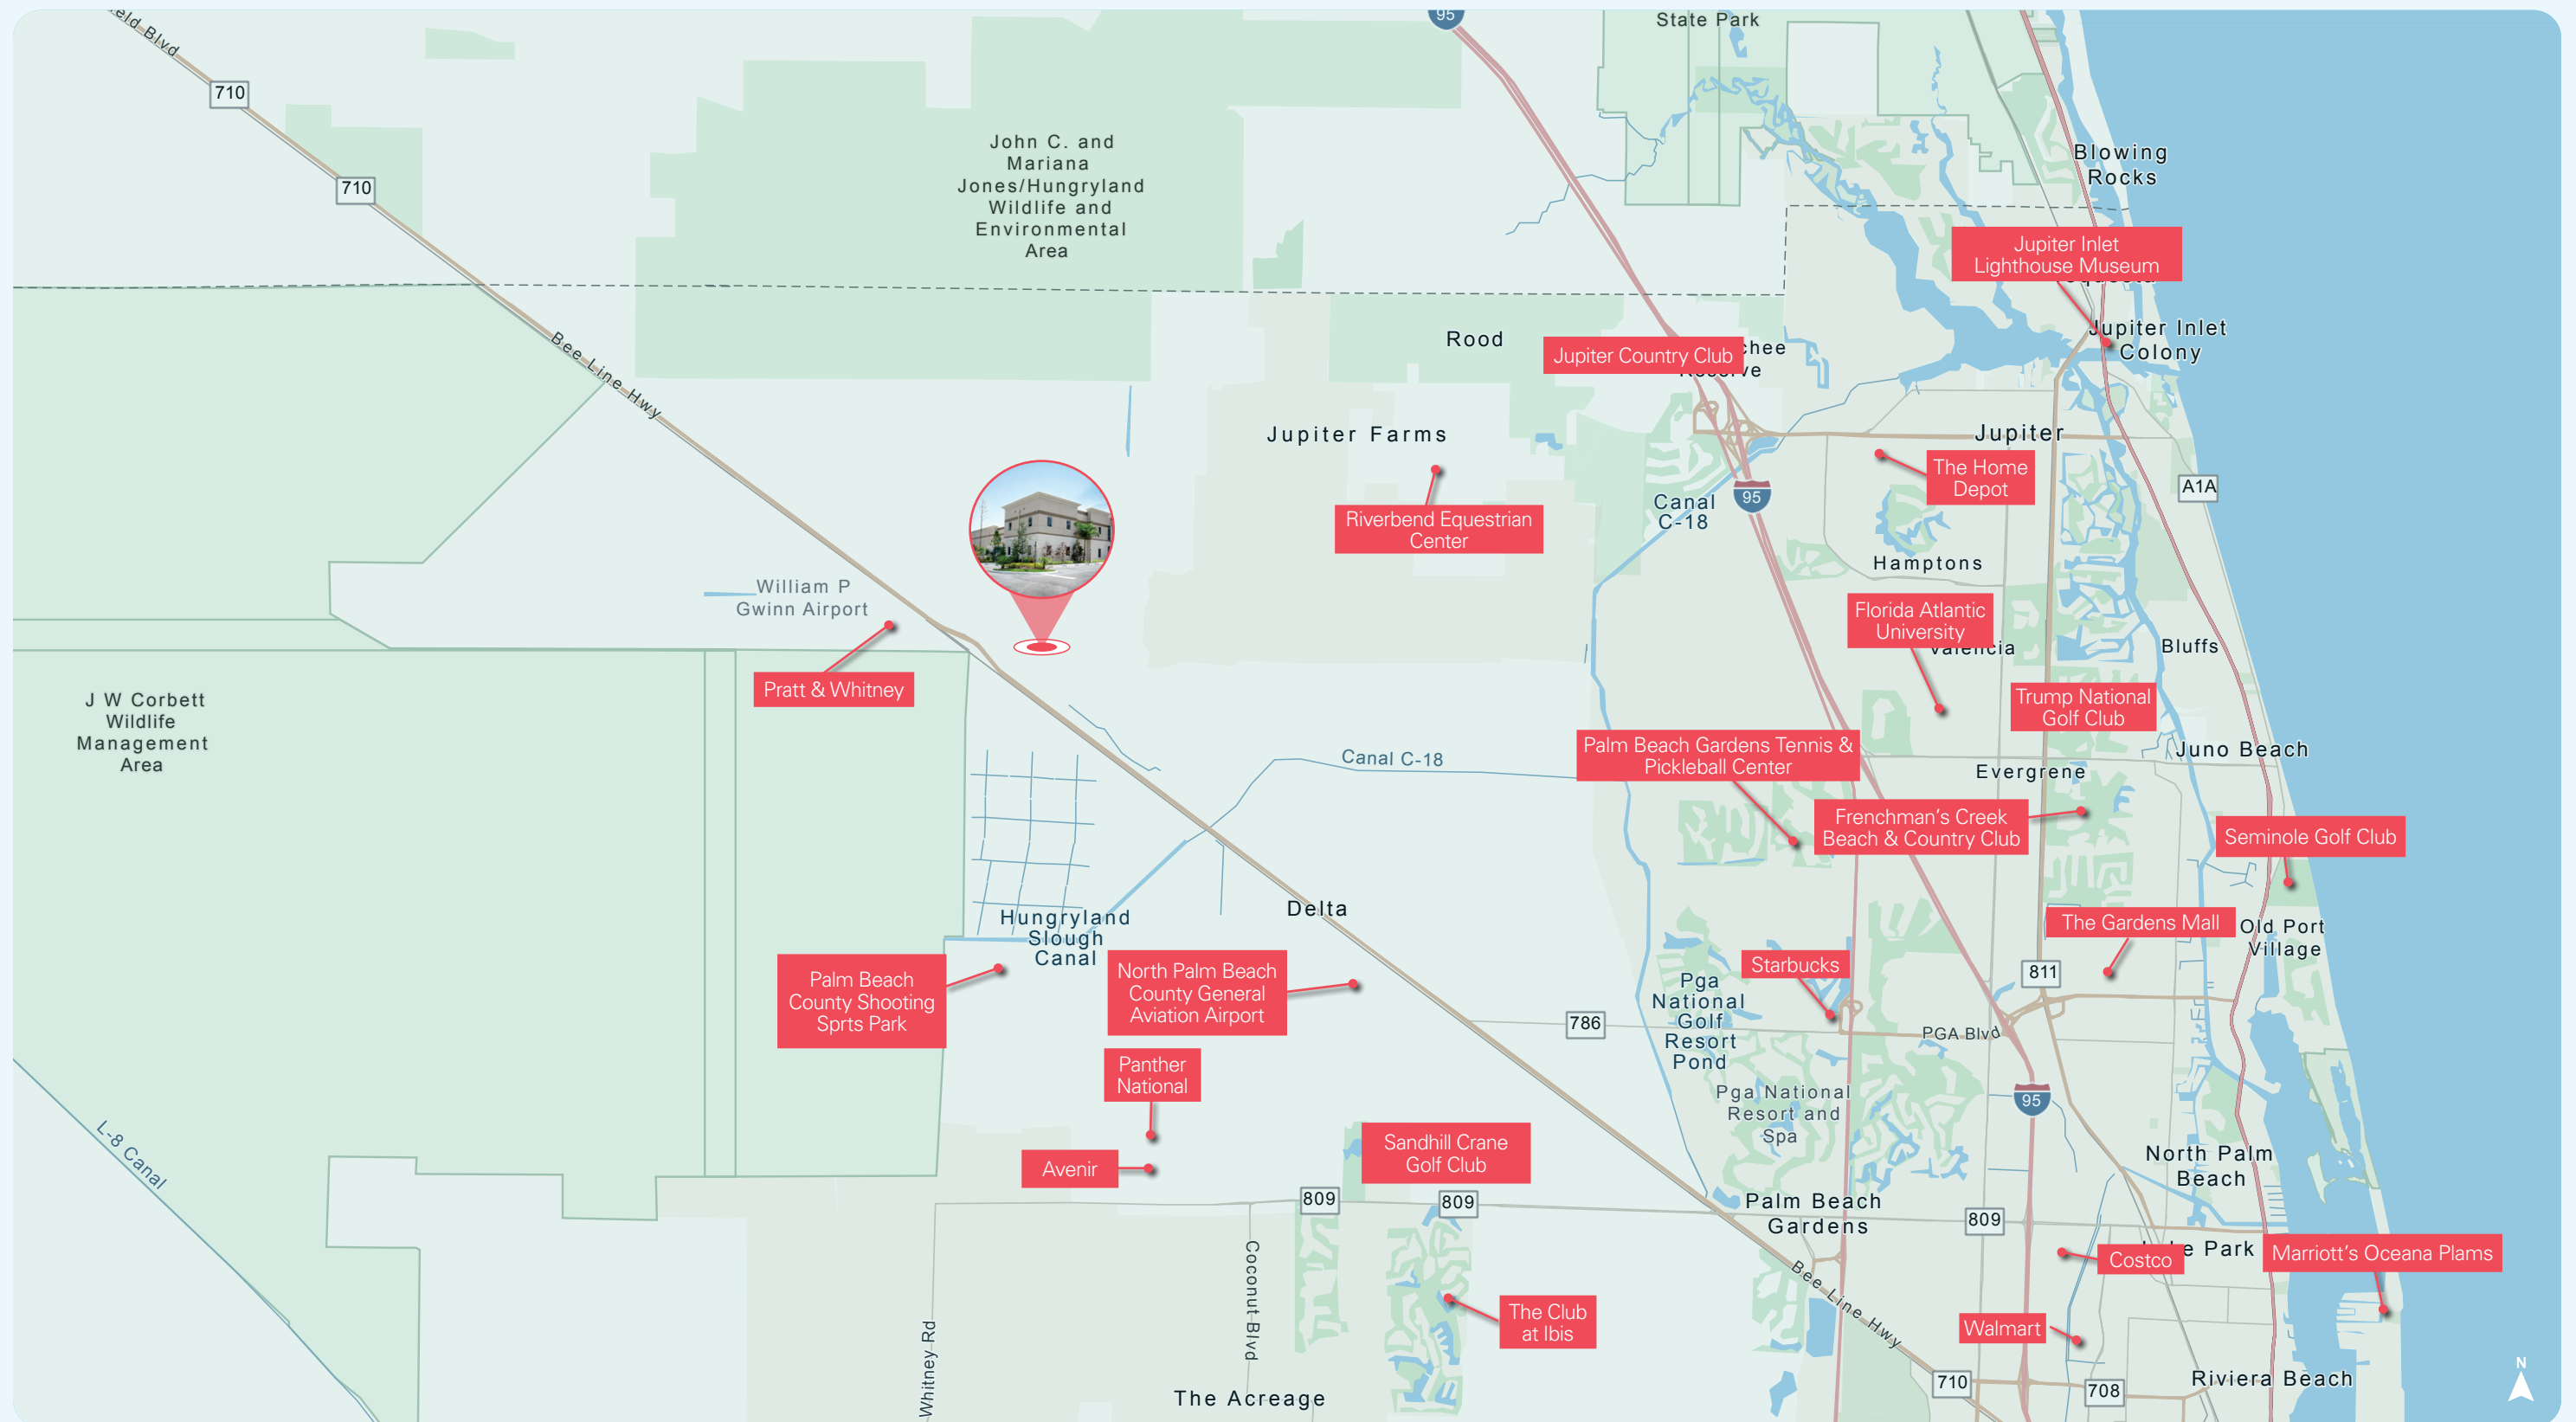 95
State Park
eld Blvd
710
710
John C. and
Mariana
Jones/Hungryland
Wildlife and
Environmental
Area
Blowing
Rocks
Jupiter Inlet
Lighthouse Museum
Jupiter Inlet
Colony
Rood
Jupiter Country Club
chee
Reserve
Bee Line Hwy
Jupiter Farms
Jupiter
The Home
Depot
A1A
95
Canal
C-18
Riverbend Equestrian
Center
Hamptons
William P
Gwinn Airport
Florida Atlantic
University
Valencia
Bluffs
Pratt & Whitney
J W Corbett
Wildlife
Management
Area
Trump National
Golf Club
Juno Beach
Palm Beach Gardens Tennis &
Pickleball Center
Canal C-18
Evergrene
Frenchman's Creek
Beach & Country Club
Seminole Golf Club
Delta
Hungryland
Slough
Canal
The Gardens Mall
Old Port
Village
Palm Beach
County Shooting
Sprts Park
North Palm Beach
County General
Aviation Airport
Starbucks
811
Pga
National
Golf
Resort
Pond
786
PGA Blvd
Panther
National
Pga National
Resort and
Spa
95
L-8 Canal
Avenir
Sandhill Crane
Golf Club
North Palm
Beach
809
809
Palm Beach
Gardens
809
Costco
e Park
Marriott's Oceana Plams
Coconut Blvd
Bee Line Hwy
The Club
at Ibis
Walmart
Whitney Rd
The Acreage
710
708
Riviera Beach
N